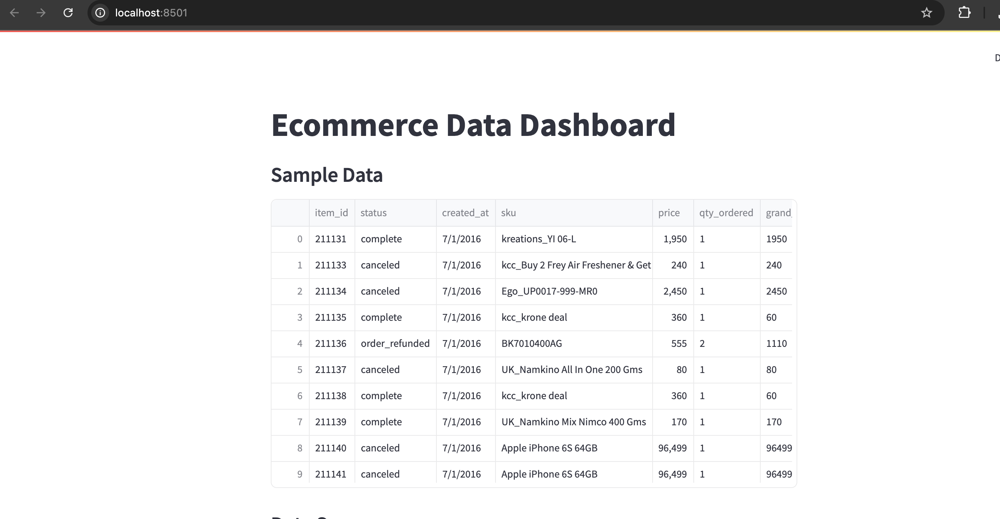 localhost:8501
D
Ecommerce Data Dashboard
Sample Data
item_id status created_at sku price qty_ordered grand_
0 211131 complete 7/1/2016 kreations_YI 06-L 1,950 1 1950
1 211133 canceled 7/1/2016 kcc_Buy 2 Frey Air Freshener & Get 240 1 240
2 211134 canceled 7/1/2016 Ego_UP0017-999-MR0 2,450 1 2450
3 211135 complete 7/1/2016 kcc_krone deal 360 1 60
4 211136 order_refunded 7/1/2016 BK7010400AG 555 2 1110
5 211137 canceled 7/1/2016 UK_Namkino All In One 200 Gms 80 1 80
6 211138 complete 7/1/2016 kcc_krone deal 360 1 60
7 211139 complete 7/1/2016 UK_Namkino Mix Nimco 400 Gms 170 1 170
8 211140 canceled 7/1/2016 Apple iPhone 6S 64GB 96,499 1 96499
9 211141 canceled 7/1/2016 Apple iPhone 6S 64GB 96,499 1 96499